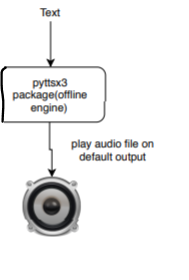 Text
pyttsx3
package(offline
engine)
play audio file on
default output